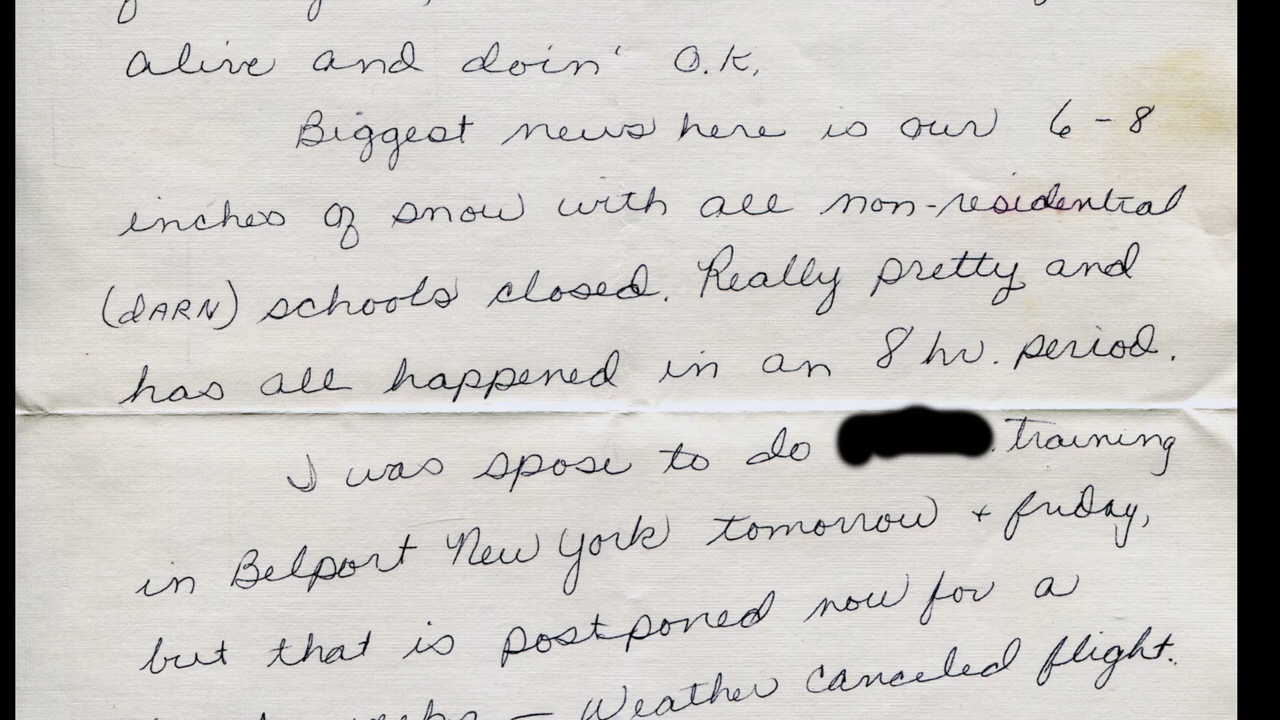 alive and doin' O.K.
Biggest news here is our 6-8
inches of snow with all non-residential
(dARN) schools closed. Really pretty and
has all happened in an 8 hr. period.
I was spose to do training
in Belport New York tomorrow + friday,
but that is postponed now for a
weeks — Weather canceled flight.